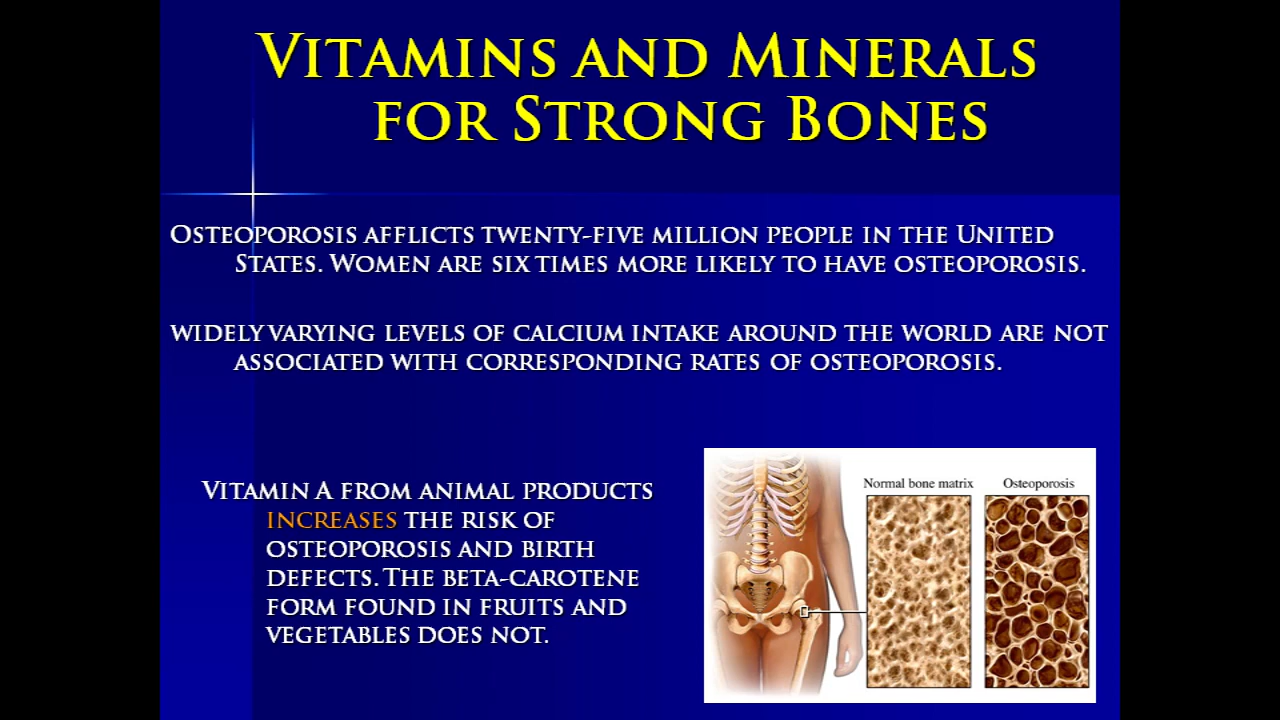 Vitamins and Minerals
for Strong Bones
Osteoporosis afflicts twenty-five million people in the United
States. Women are six times more likely to have osteoporosis.
widely varying levels of calcium intake around the world are not
associated with corresponding rates of osteoporosis.
Vitamin A from animal products
increases the risk of
osteoporosis and birth
defects. The beta-carotene
form found in fruits and
vegetables does not.
Normal bone matrix
Osteoporosis